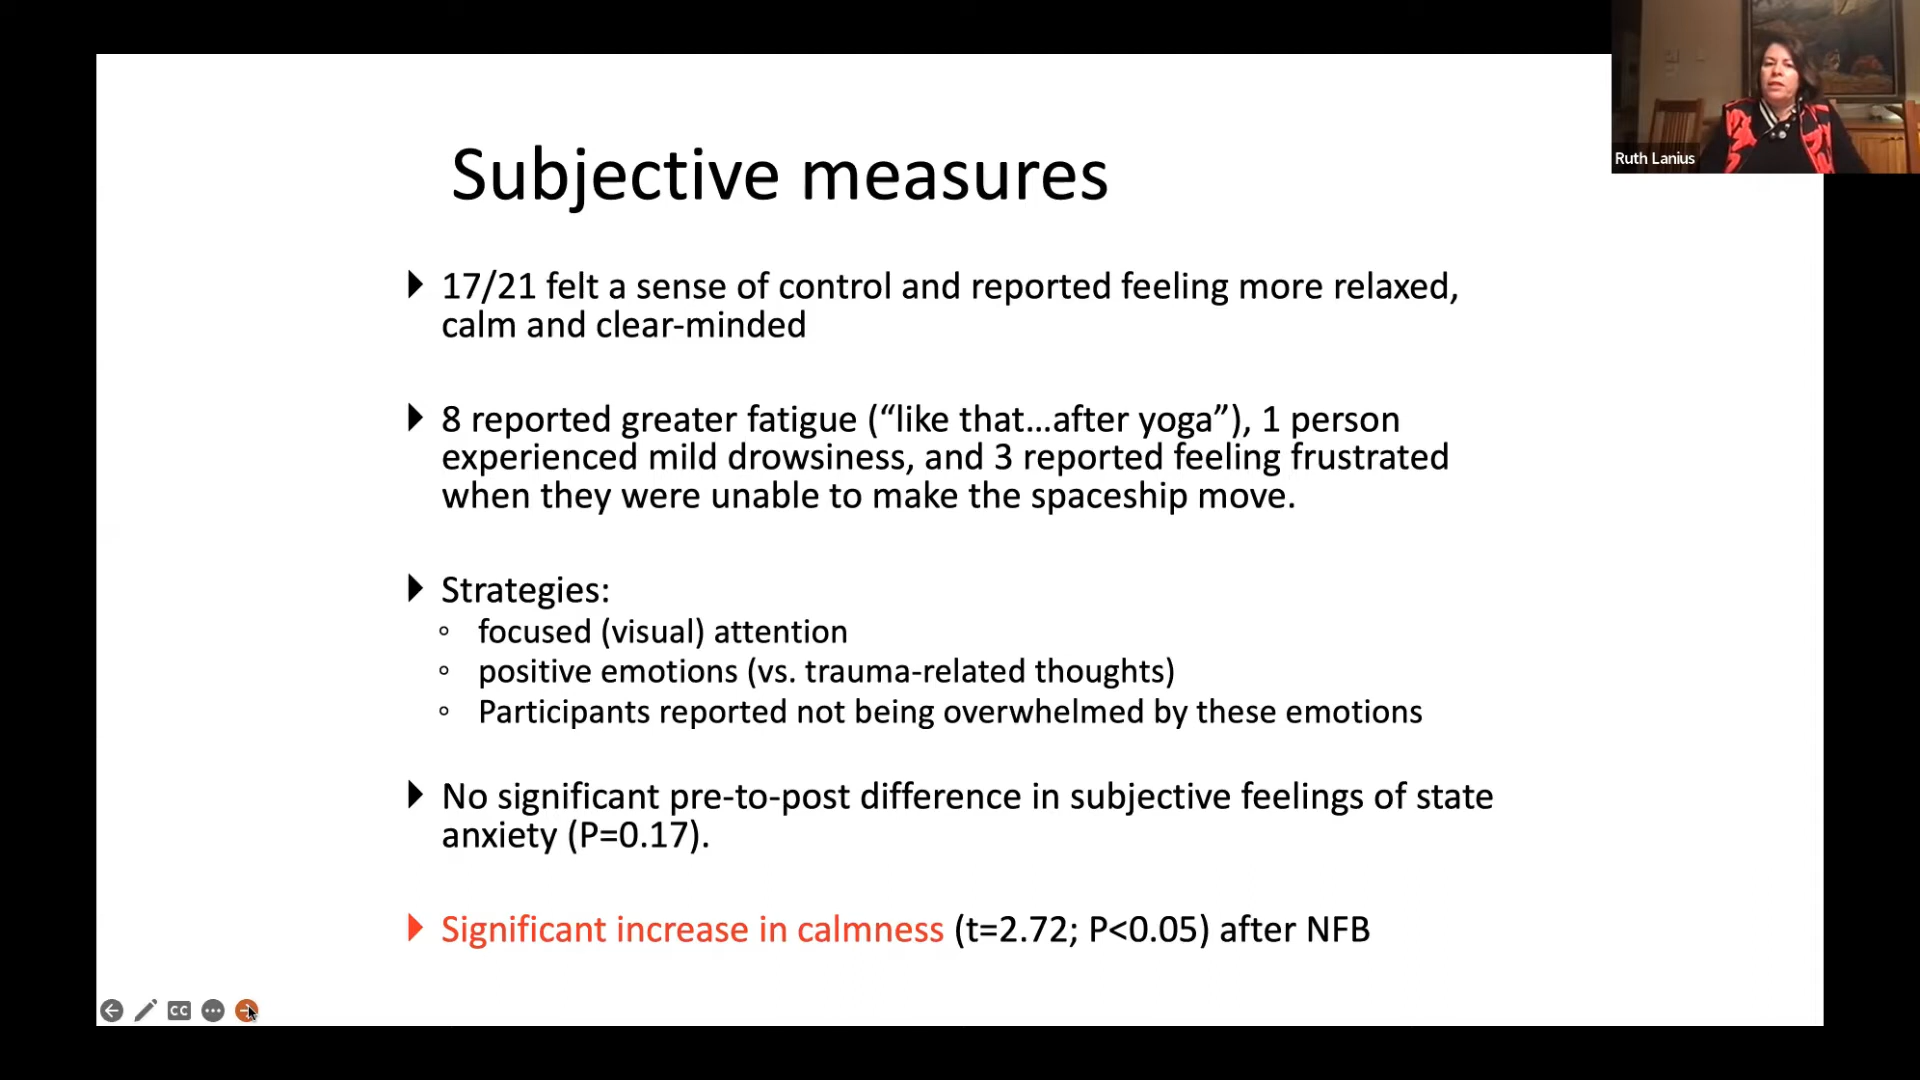 Subjective measures
17/21 felt a sense of control and reported feeling more relaxed,
calm and clear-minded
8 reported greater fatigue (“like that...after yoga”), 1 person
experienced mild drowsiness, and 3 reported feeling frustrated
when they were unable to make the spaceship move.
Strategies:
focused (visual) attention
positive emotions (vs. trauma-related thoughts)
Participants reported not being overwhelmed by these emotions
No significant pre-to-post difference in subjective feelings of state
anxiety (P=0.17).
Significant increase in calmness (t=2.72; P<0.05) after NFB
Ruth Lanius
CC